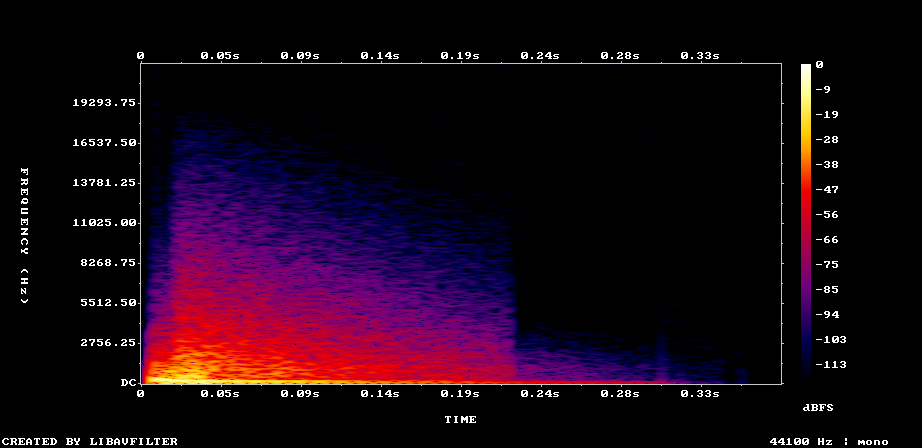 0 0.05s 0.09s 0.14s 0.19s 0.24s 0.28s 0.33s
0
19293.75
-9
-19
16537.50
-28
-38
13781.25
-47
-56
11025.00
-66
8268.75
-75
-85
5512.50
-94
2756.25
-103
-113
DC
FREQUENCY (Hz)
0 0.05s 0.09s 0.14s 0.19s 0.24s 0.28s 0.33s
dBFS
TIME
CREATED BY LIBAVFILTER
44100 Hz | mono